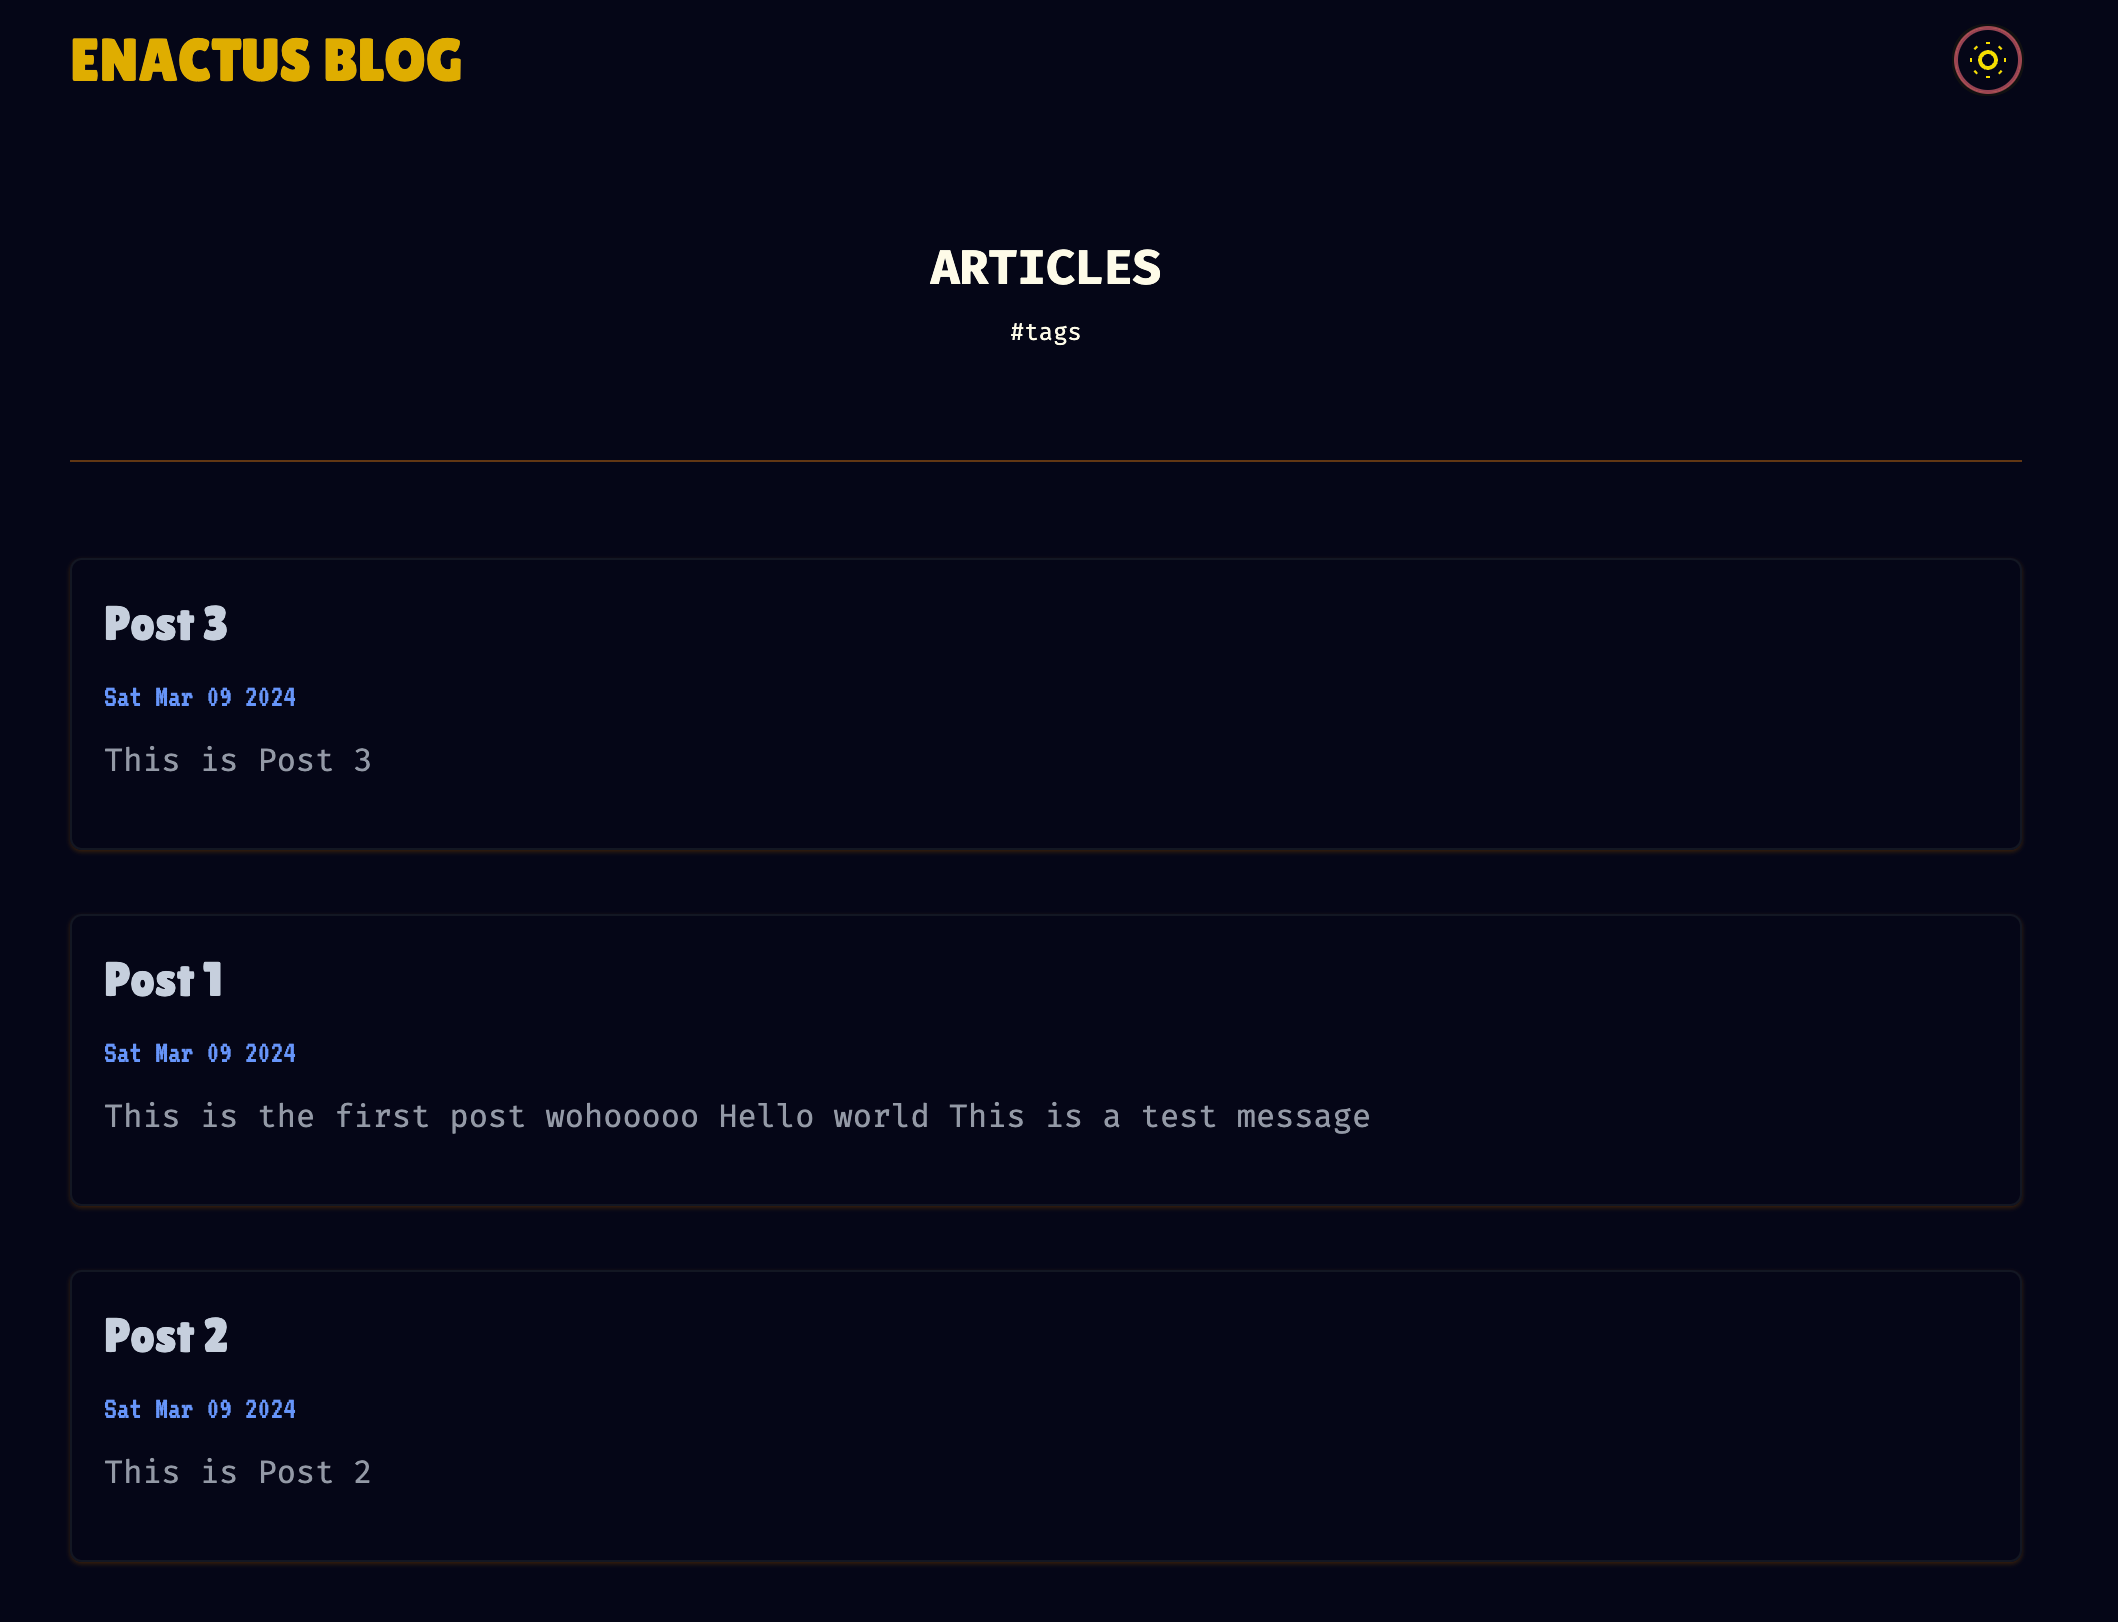 ENACTUS BLOG
ARTICLES
#tags
Post 3
Sat Mar 09 2024
This is Post 3
Post 1
Sat Mar 09 2024
This is the first post wohooooo Hello world This is a test message
Post 2
Sat Mar 09 2024
This is Post 2